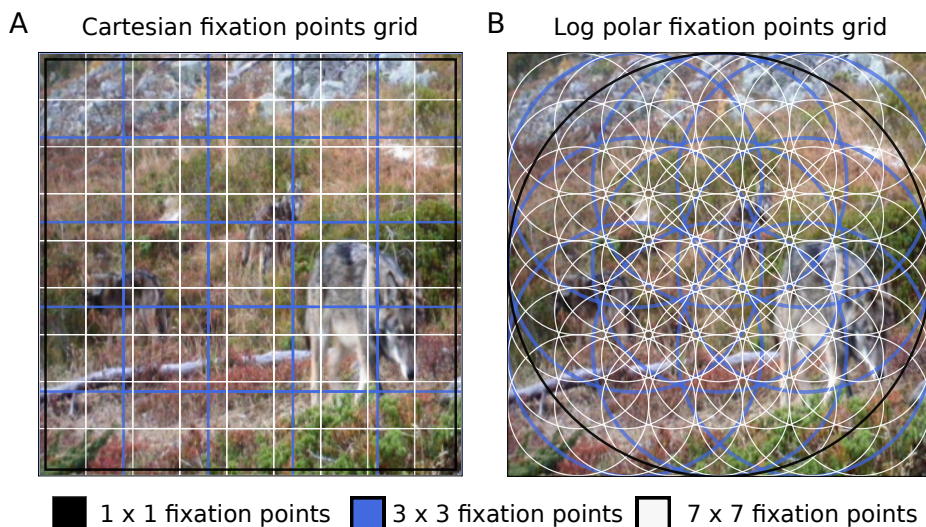 A Cartesian fixation points grid
B Log polar fixation points grid
1 x 1 fixation points 3 x 3 fixation points 7 x 7 fixation points